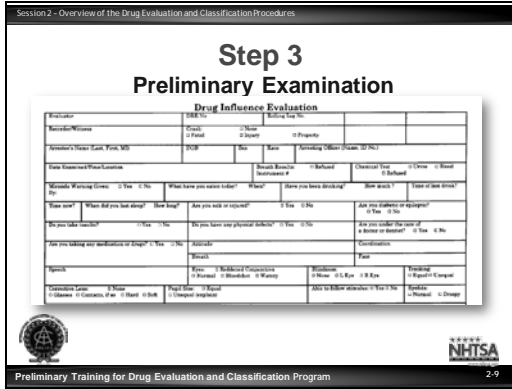 Session 2 – Overview of the Drug Evaluation and Classification Procedures
Step 3
Preliminary Examination
Drug Influence Evaluation
Evaluator DRE No Rolling Log No.
Recorder/Witness Crash: □ None
□ Fatal □ Injury □ Property
Arrestee's Name (Last, First, MI) DOB Sex Race Arresting Officer (Name, ID No.)
Date Examined/Time/Location Breath Results: □ Refused Chemical Test □ Urine □ Blood
Instrument # □ Refused
Miranda Warning Given: □ Yes □ No What have you eaten today? When? Have you been drinking? How much? Time of last drink?
By:
Time now? When did you last sleep? How long? Are you sick or injured? □ Yes □ No Are you diabetic or epileptic?
□ Yes □ No
Do you take insulin? □ Yes □ No Do you have any physical defects? □ Yes □ No Are you under the care of
a doctor or dentist? □ Yes □ No
Are you taking any medication or drugs? □ Yes □ No Attitude Coordination
Breath Face
Speech Eyes: □ Reddened Conjunctiva Blindness: Tracking:
□ Normal □ Bloodshot □ Watery □ None □ L Eye □ R Eye □ Equal □ Unequal
Corrective Lens: □ None Pupil Size: □ Equal Able to follow stimulus: □ Yes □ No Eyelids:
□ Glasses □ Contacts, if so □ Hard □ Soft □ Unequal (explain) □ Normal □ Droopy
NHTSA
Preliminary Training for Drug Evaluation and Classification Program 2-9